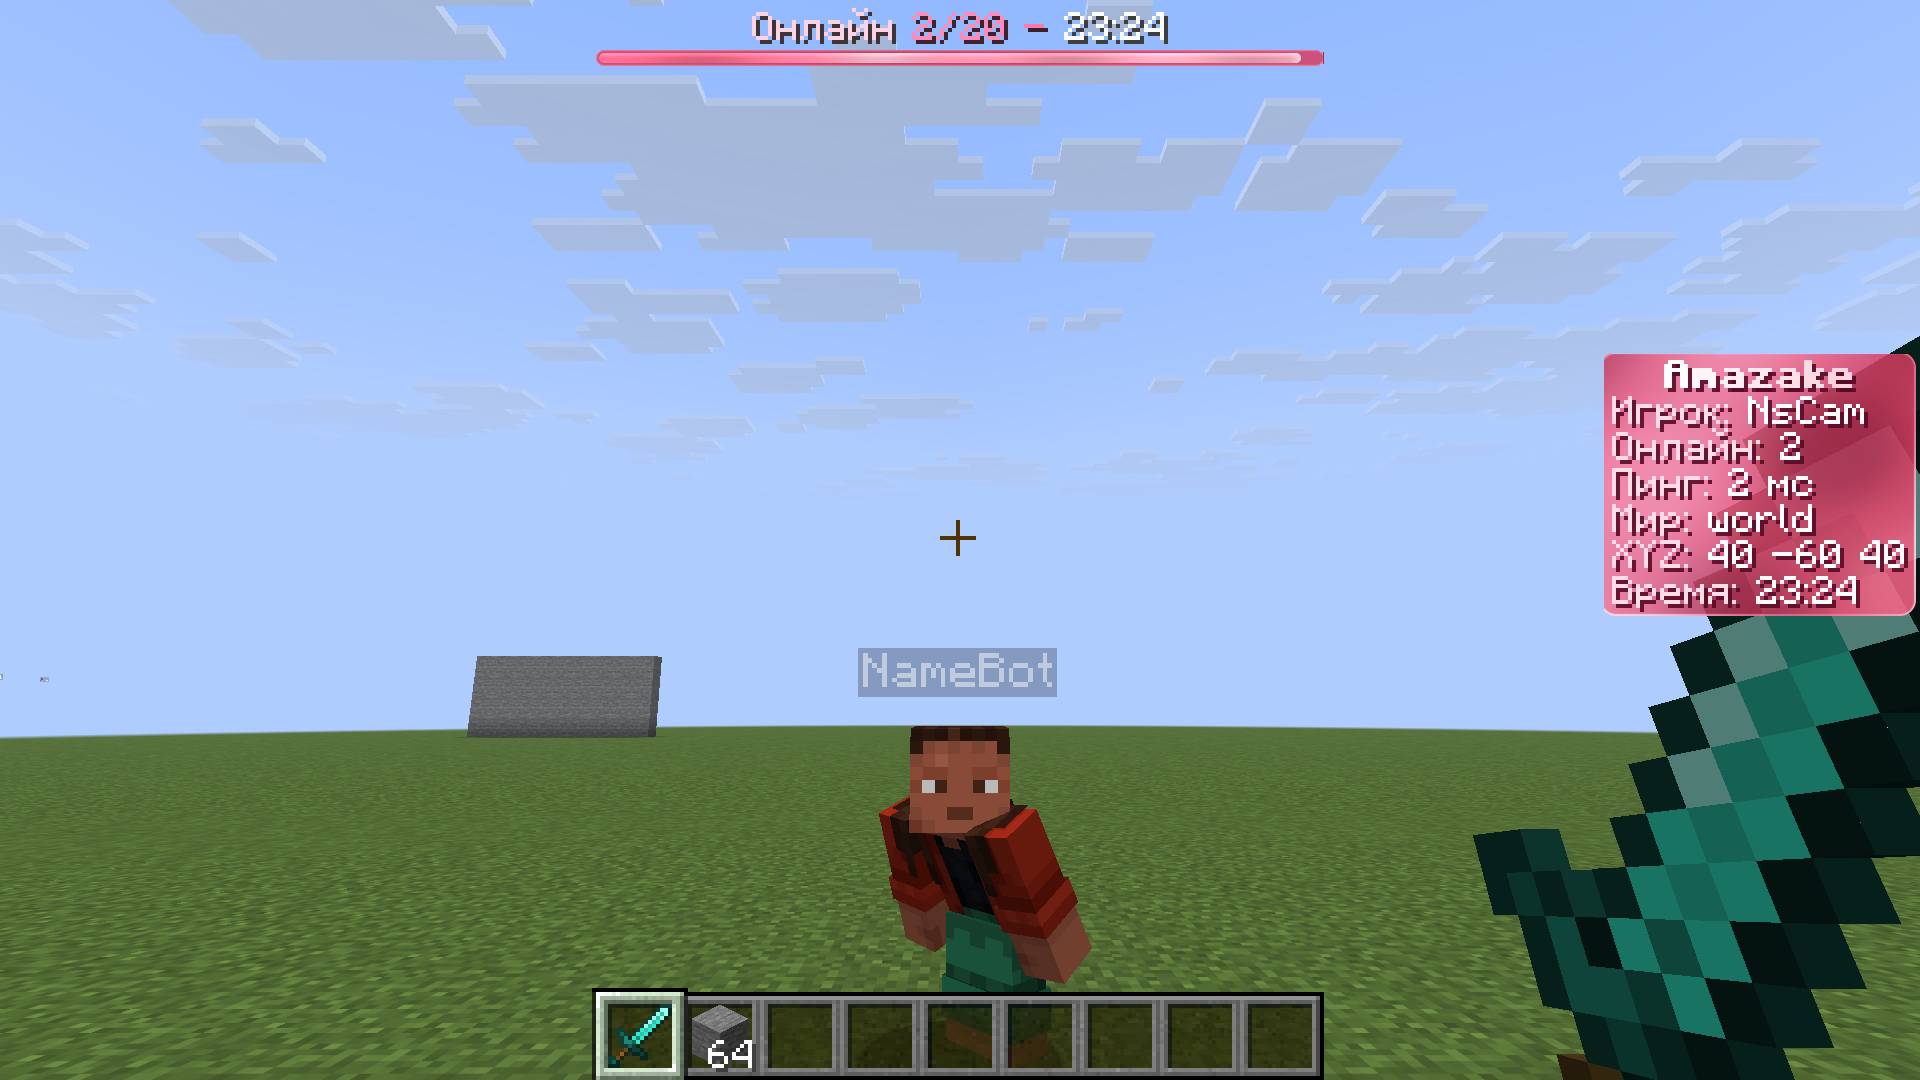 Онлайн 2/20 - 23:24
Amazake
Игрок: NsCam
Онлайн: 2
Пинг: 2 мс
Мир: world
XYZ: 40 -60 40
Время: 23:24
NameBot
64